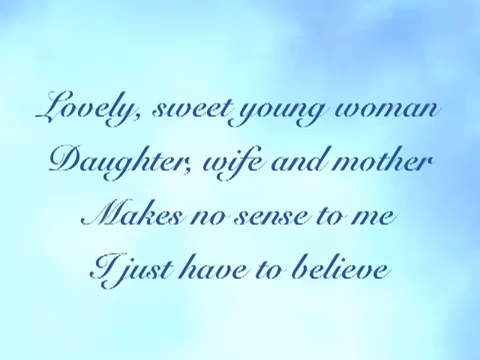 Lovely, sweet young woman
Daughter, wife and mother
Makes no sense to me
I just have to believe